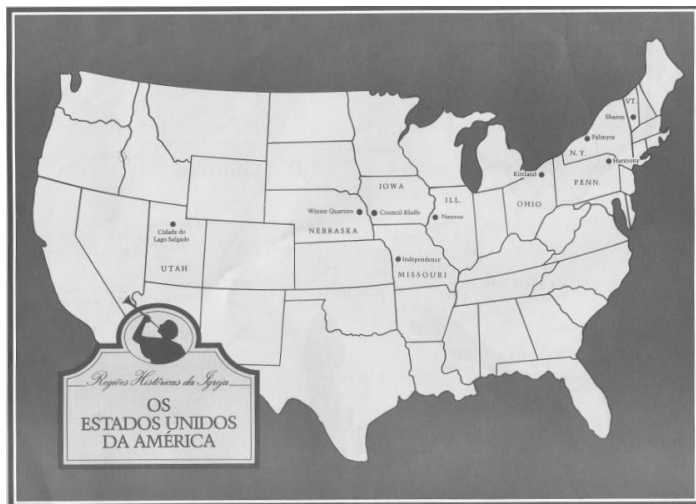 VT.
Sharon
Palmyra
N.Y.
Harmony
Kirtland
PENN.
IOWA
ILL.
OHIO
Winter Quarters
Council Bluffs
Nauvoo
NEBRASKA
Cidade do
Lago Salgado
UTAH
Independence
MISSOURI
Regiões Históricas da Igreja
OS
ESTADOS UNIDOS
DA AMÉRICA